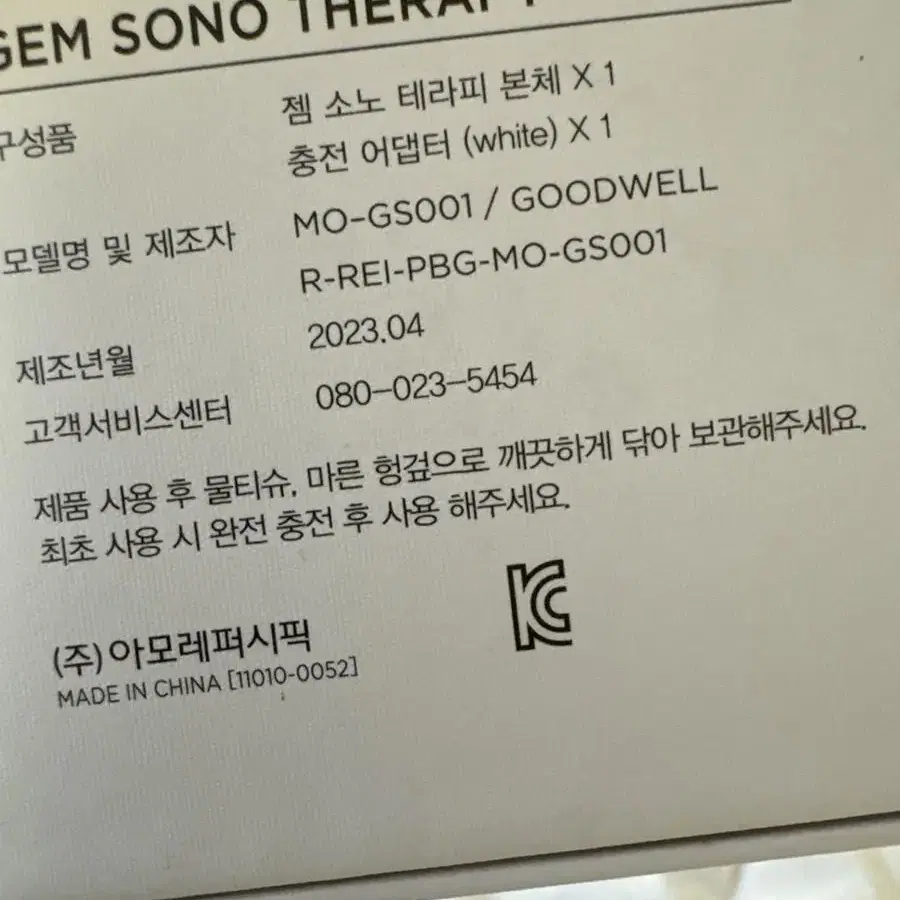 GEM SONO THERAPY
구성품
젬 소노 테라피 본체 X 1
충전 어댑터 (white) X 1
모델명 및 제조자
MO-GS001 / GOODWELL
R-REI-PBG-MO-GS001
제조년월
2023.04
고객서비스센터
080-023-5454
제품 사용 후 물티슈, 마른 헝겊으로 깨끗하게 닦아 보관해주세요.
최초 사용 시 완전 충전 후 사용 해주세요.
(주)아모레퍼시픽
MADE IN CHINA [11010-0052]
KC